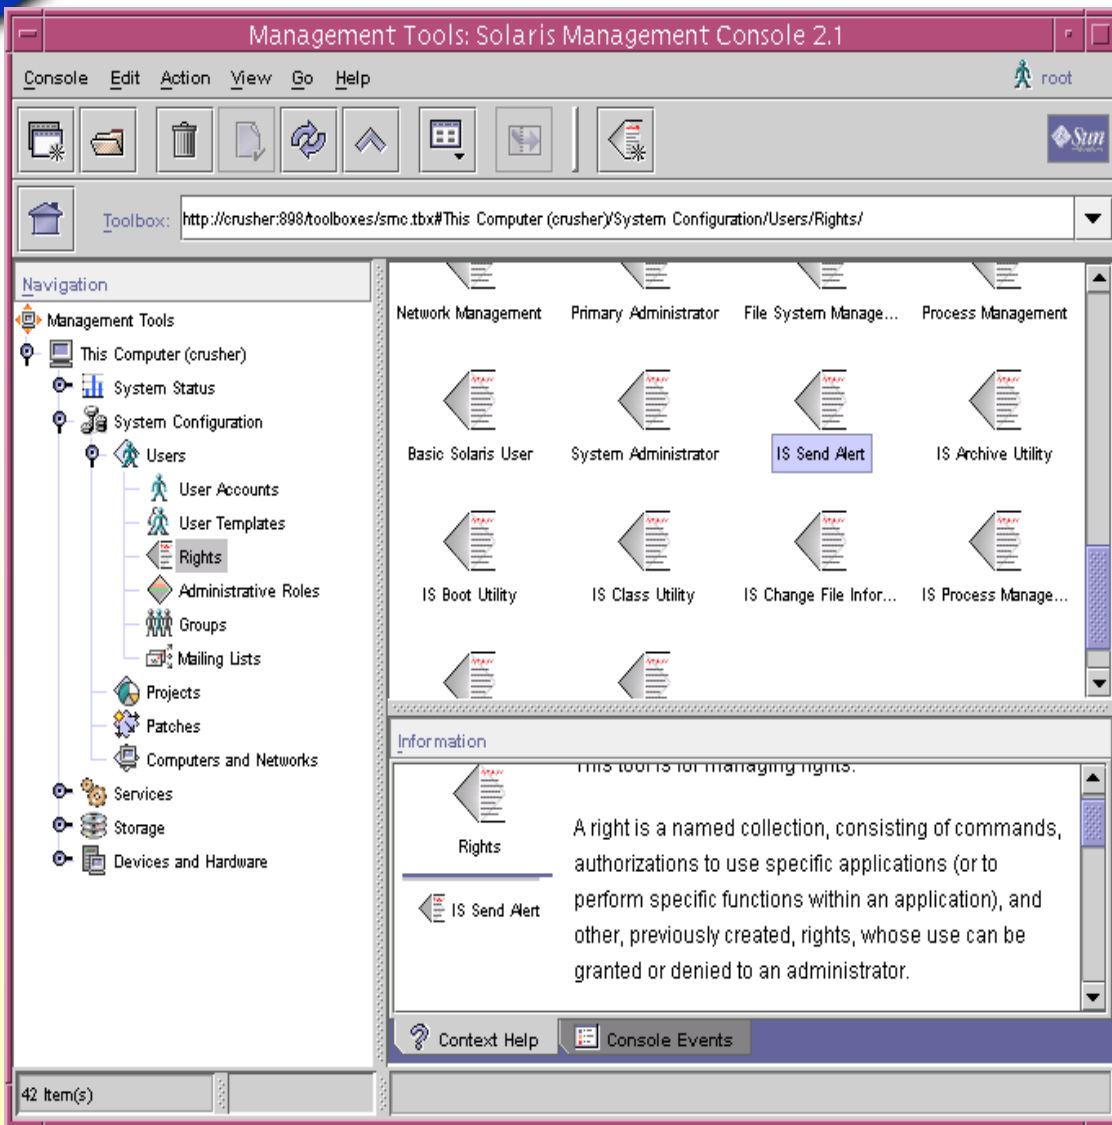 Management Tools: Solaris Management Console 2.1
Console Edit Action View Go Help
root
Sun
Toolbox: http://crusher:898/toolboxes/smc.tbx#This Computer (crusher)/System Configuration/Users/Rights/
Navigation
Management Tools
This Computer (crusher)
System Status
System Configuration
Users
User Accounts
User Templates
Rights
Administrative Roles
Groups
Mailing Lists
Projects
Patches
Computers and Networks
Services
Storage
Devices and Hardware
Network Management Primary Administrator File System Manage... Process Management
Basic Solaris User System Administrator IS Send Alert IS Archive Utility
IS Boot Utility IS Class Utility IS Change File Infor... IS Process Manage...
Information
Rights
IS Send Alert
This tool is for managing rights.
A right is a named collection, consisting of commands,
authorizations to use specific applications (or to
perform specific functions within an application), and
other, previously created, rights, whose use can be
granted or denied to an administrator.
Context Help Console Events
42 Item(s)